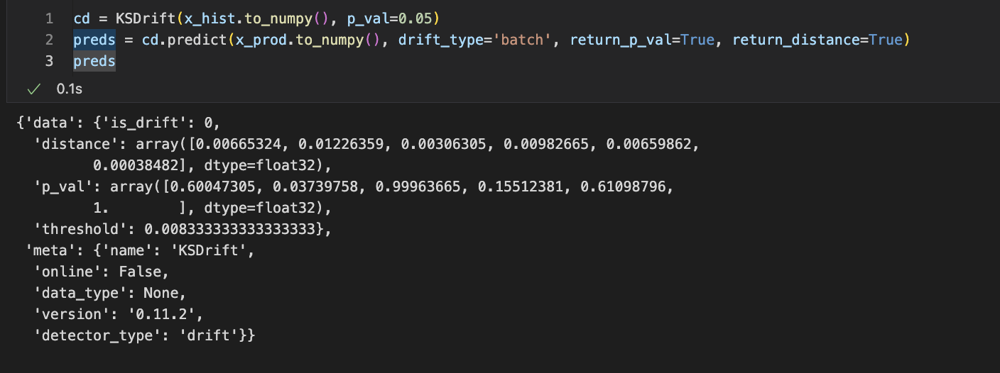 1 cd = KSDrift(x_hist.to_numpy(), p_val=0.05)
2 preds = cd.predict(x_prod.to_numpy(), drift_type='batch', return_p_val=True, return_distance=True)
3 preds
✓ 0.1s
{'data': {'is_drift': 0,
  'distance': array([0.00665324, 0.01226359, 0.00306305, 0.00982665, 0.00659862,
         0.00038482], dtype=float32),
  'p_val': array([0.60047305, 0.03739758, 0.99963665, 0.15512381, 0.61098796,
         1.        ], dtype=float32),
  'threshold': 0.008333333333333333},
 'meta': {'name': 'KSDrift',
  'online': False,
  'data_type': None,
  'version': '0.11.2',
  'detector_type': 'drift'}}